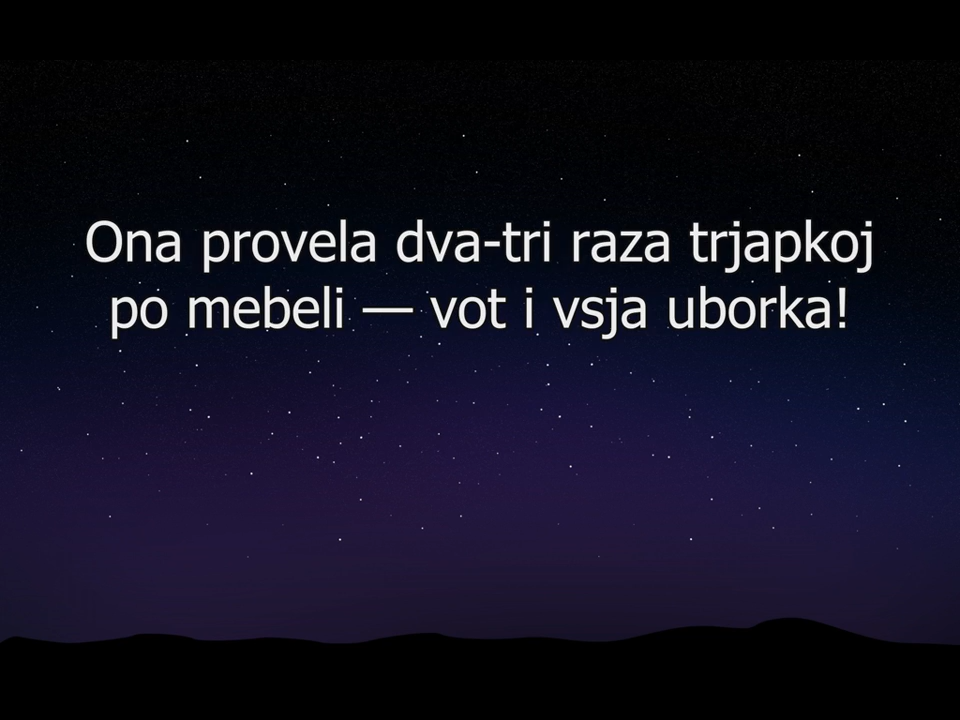 Ona provela dva-tri raza trjapkoj
po mebeli — vot i vsja uborka!